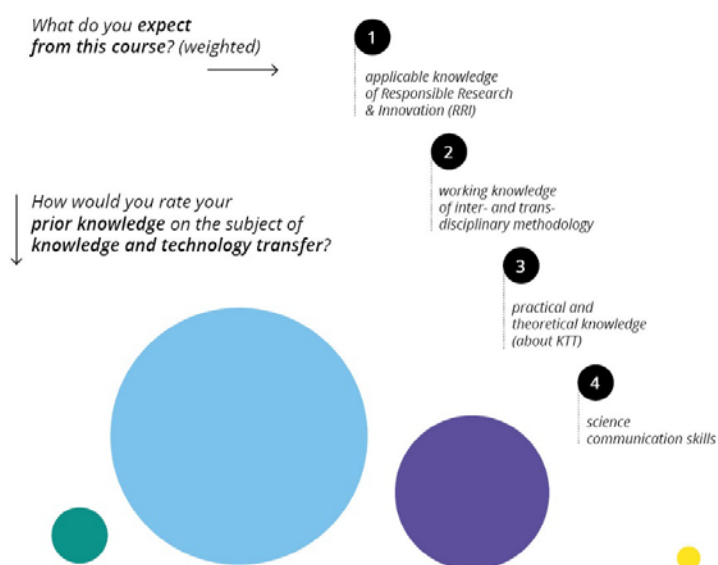 What do you expect
from this course? (weighted)
1
applicable knowledge
of Responsible Research
& Innovation (RRI)
2
working knowledge
of inter- and trans-
disciplinary methodology
How would you rate your
prior knowledge on the subject of
knowledge and technology transfer?
3
practical and
theoretical knowledge
(about KTT)
4
science
communication skills